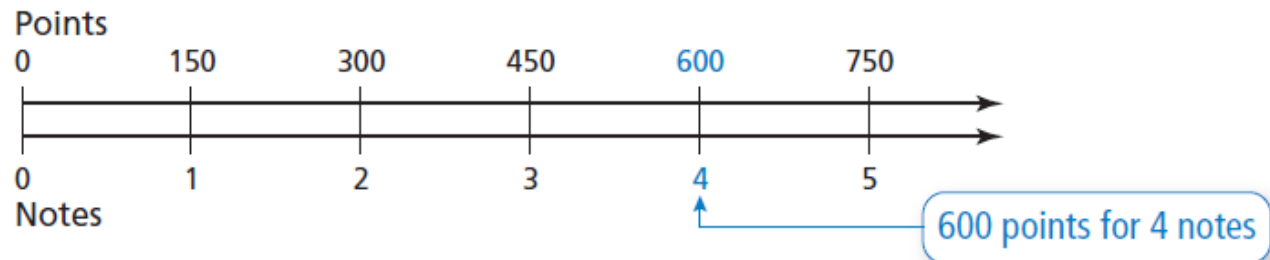 Points
0 150 300 450 600 750
0 1 2 3 4 5
Notes
600 points for 4 notes